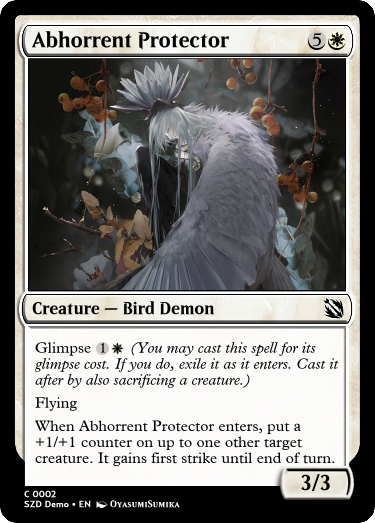 Abhorrent Protector 5
Creature — Bird Demon
Glimpse 1 (You may cast this spell for its
glimpse cost. If you do, exile it as it enters. Cast it
after by also sacrificing a creature.)
Flying
When Abhorrent Protector enters, put a
+1/+1 counter on up to one other target
creature. It gains first strike until end of turn.
3/3
C 0002
SZD Demo • EN OyasumiSumika